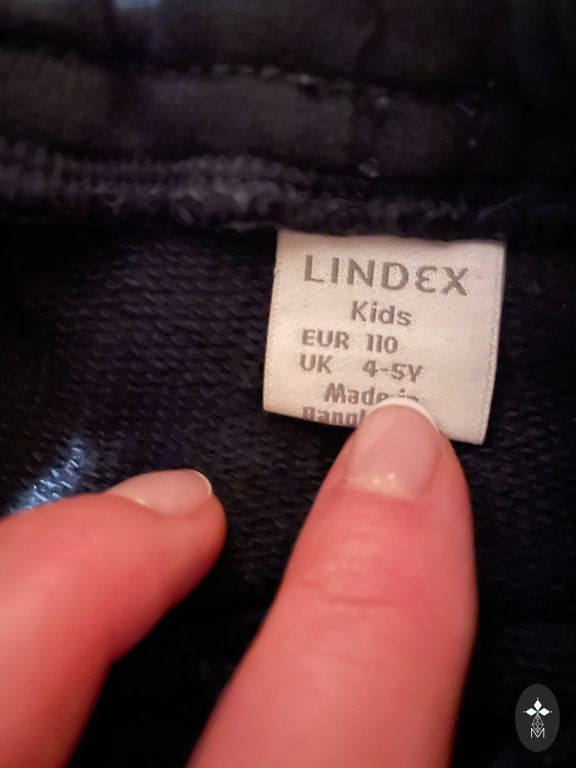 LINDEX
Kids
EUR 110
UK 4-5Y
Made in